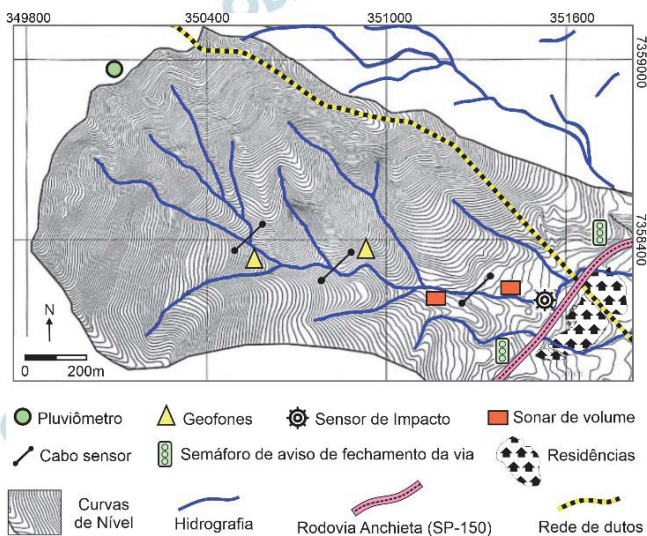 349800 350400 351000 351600
7359000
7358400
N
0 200m
Pluviômetro Geofones Sensor de Impacto Sonar de volume
Cabo sensor Semáforo de aviso de fechamento da via Residências
Curvas de Nível Hidrografia Rodovia Anchieta (SP-150) Rede de dutos